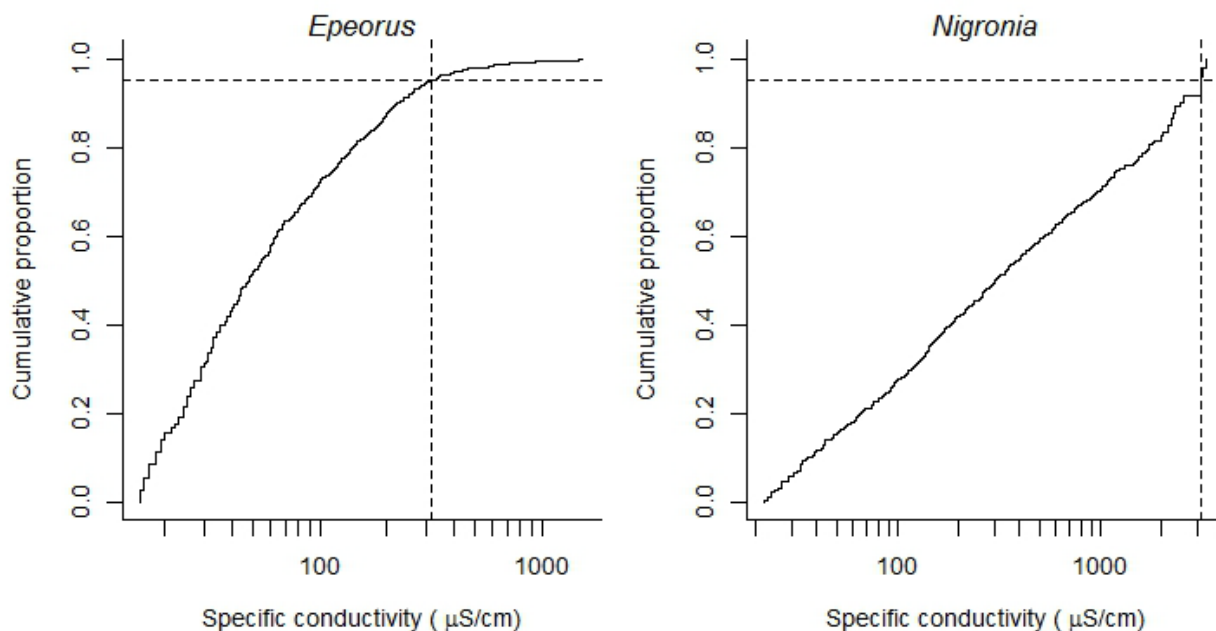 Epeorus
Cumulative proportion
1.0
0.8
0.6
0.4
0.2
0.0
100 1000
Specific conductivity ( μS/cm)
Nigronia
Cumulative proportion
1.0
0.8
0.6
0.4
0.2
0.0
100 1000
Specific conductivity ( μS/cm)